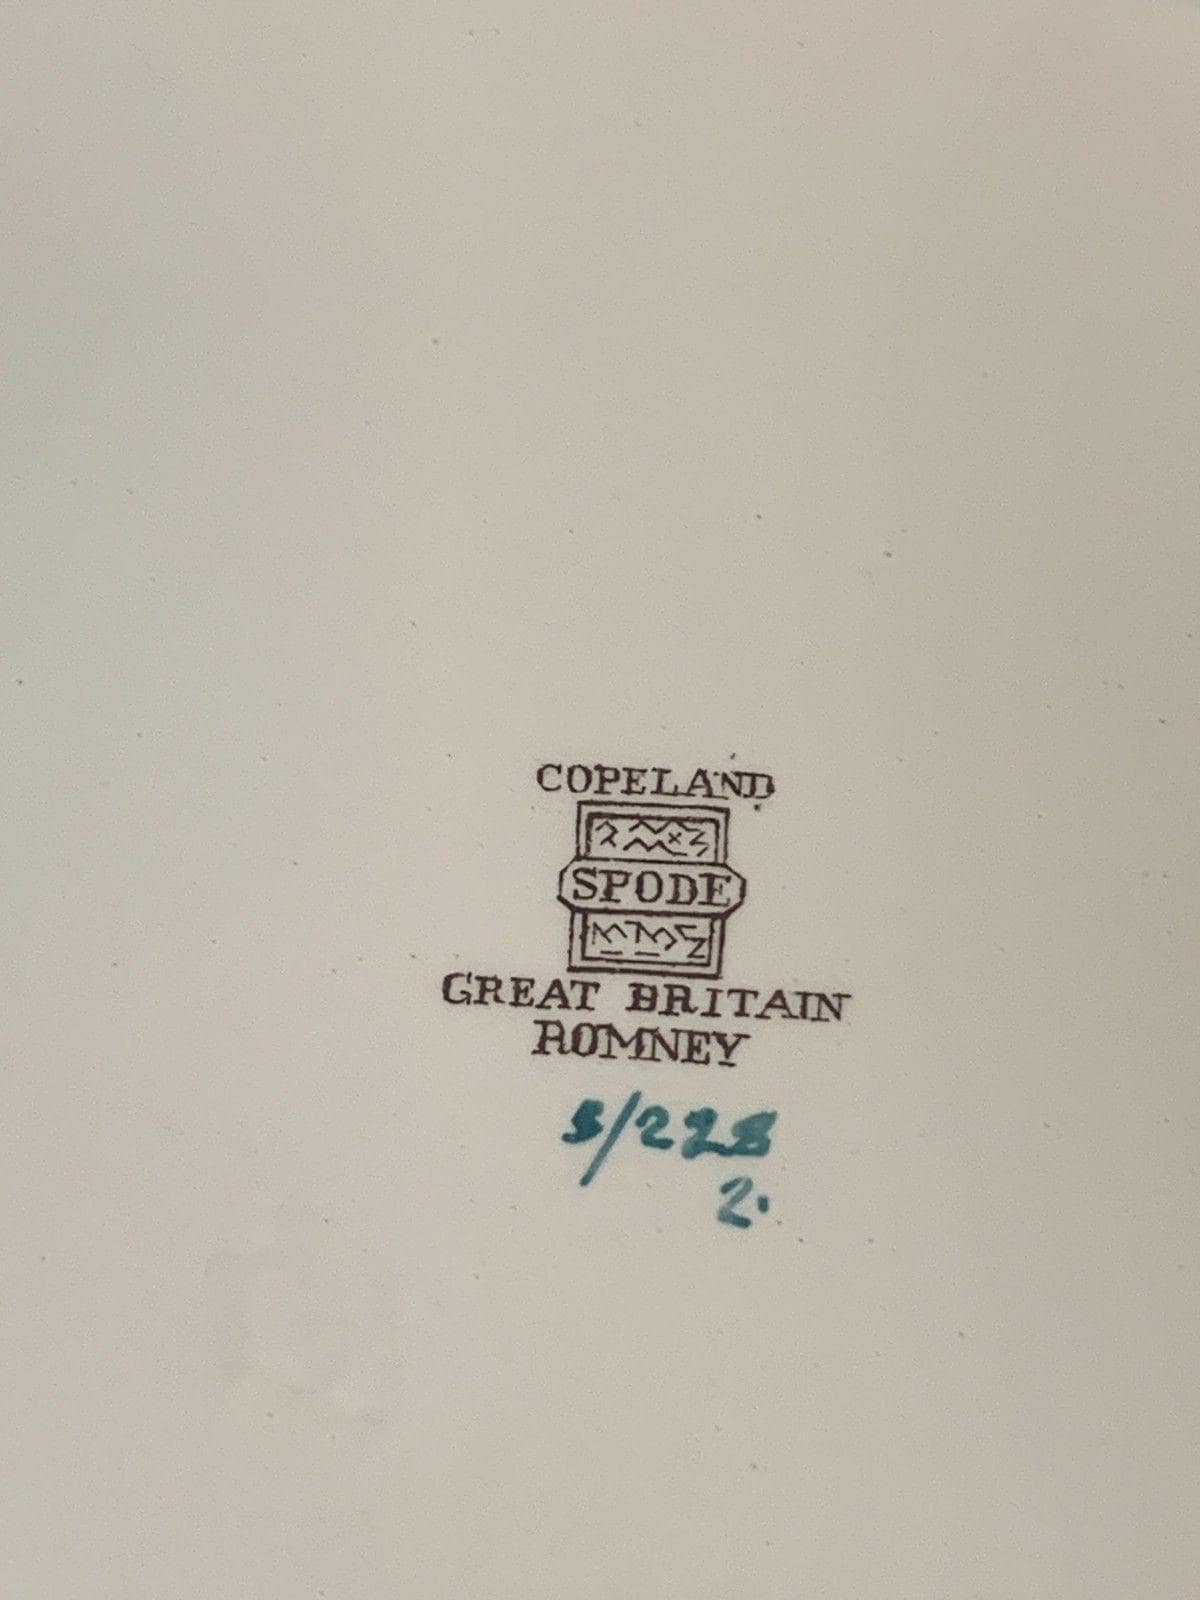 COPELAND
SPODE
GREAT BRITAIN
ROMNEY
S/228
2.